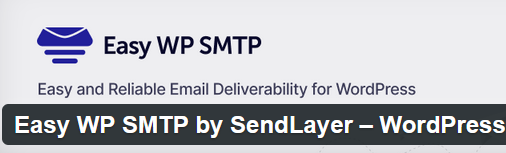 Easy WP SMTP
Easy and Reliable Email Deliverability for WordPress
Easy WP SMTP by SendLayer – WordPress